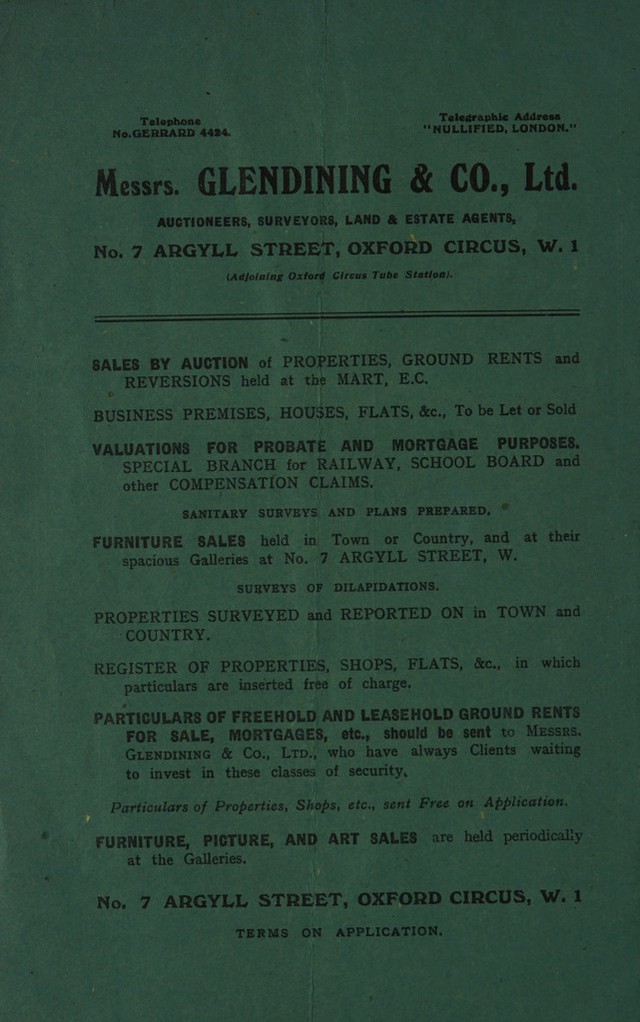 Telephone
No. GERRARD 4424.
Telegraphic Address
"NULLIFIED, LONDON."
Messrs. GLENDINING & CO., Ltd.
AUCTIONEERS, SURVEYORS, LAND & ESTATE AGENTS,
No. 7 ARGYLL STREET, OXFORD CIRCUS, W. 1
(Adjoining Oxford Circus Tube Station).
SALES BY AUCTION of PROPERTIES, GROUND RENTS and
REVERSIONS held at the MART, E.C.
BUSINESS PREMISES, HOUSES, FLATS, &c., To be Let or Sold
VALUATIONS FOR PROBATE AND MORTGAGE PURPOSES.
SPECIAL BRANCH for RAILWAY, SCHOOL BOARD and
other COMPENSATION CLAIMS.
SANITARY SURVEYS AND PLANS PREPARED.
FURNITURE SALES held in Town or Country, and at their
spacious Galleries at No. 7 ARGYLL STREET, W.
SURVEYS OF DILAPIDATIONS.
PROPERTIES SURVEYED and REPORTED ON in TOWN and
COUNTRY.
REGISTER OF PROPERTIES, SHOPS, FLATS, &c., in which
particulars are inserted free of charge.
PARTICULARS OF FREEHOLD AND LEASEHOLD GROUND RENTS
FOR SALE, MORTGAGES, etc., should be sent to MESSRS.
GLENDINING & CO., LTD., who have always Clients waiting
to invest in these classes of security.
Particulars of Properties, Shops, etc., sent Free on Application.
FURNITURE, PICTURE, AND ART SALES are held periodically
at the Galleries.
No. 7 ARGYLL STREET, OXFORD CIRCUS, W. 1
TERMS ON APPLICATION.